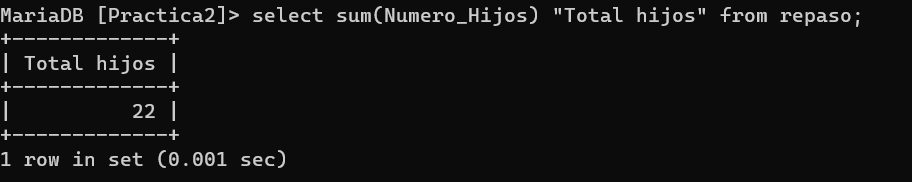 MariaDB [Practica2]> select sum(Numero_Hijos) "Total hijos" from repaso;
+-------------+
| Total hijos |
+-------------+
|          22 |
+-------------+
1 row in set (0.001 sec)